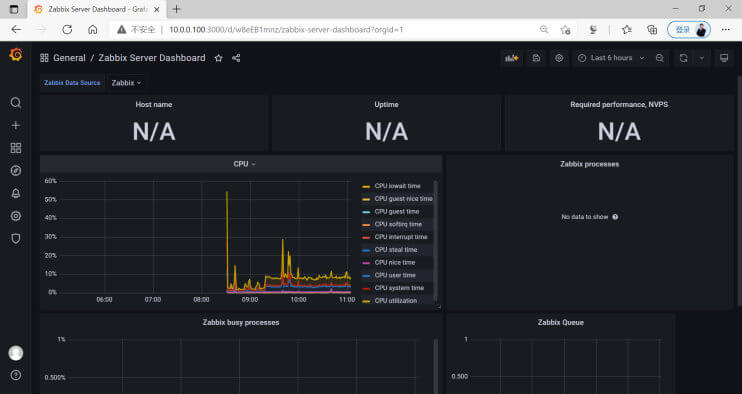 Zabbix Server Dashboard - Grafa
不安全
10.0.0.100:3000/d/w8eEB1mnz/zabbix-server-dashboard?orgId=1
登录
General / Zabbix Server Dashboard
Last 6 hours
Zabbix Data Source
Zabbix
Host name
Uptime
Required performance, NVPS
N/A
N/A
N/A
CPU
Zabbix processes
60%
50%
40%
30%
20%
10%
0%
06:00
07:00
08:00
09:00
10:00
11:00
CPU iowait time
CPU guest nice time
CPU guest time
CPU softirq time
CPU interrupt time
CPU steal time
CPU nice time
CPU user time
CPU system time
CPU utilization
No data to show
Zabbix busy processes
Zabbix Queue
1%
0.500%
1
0.500